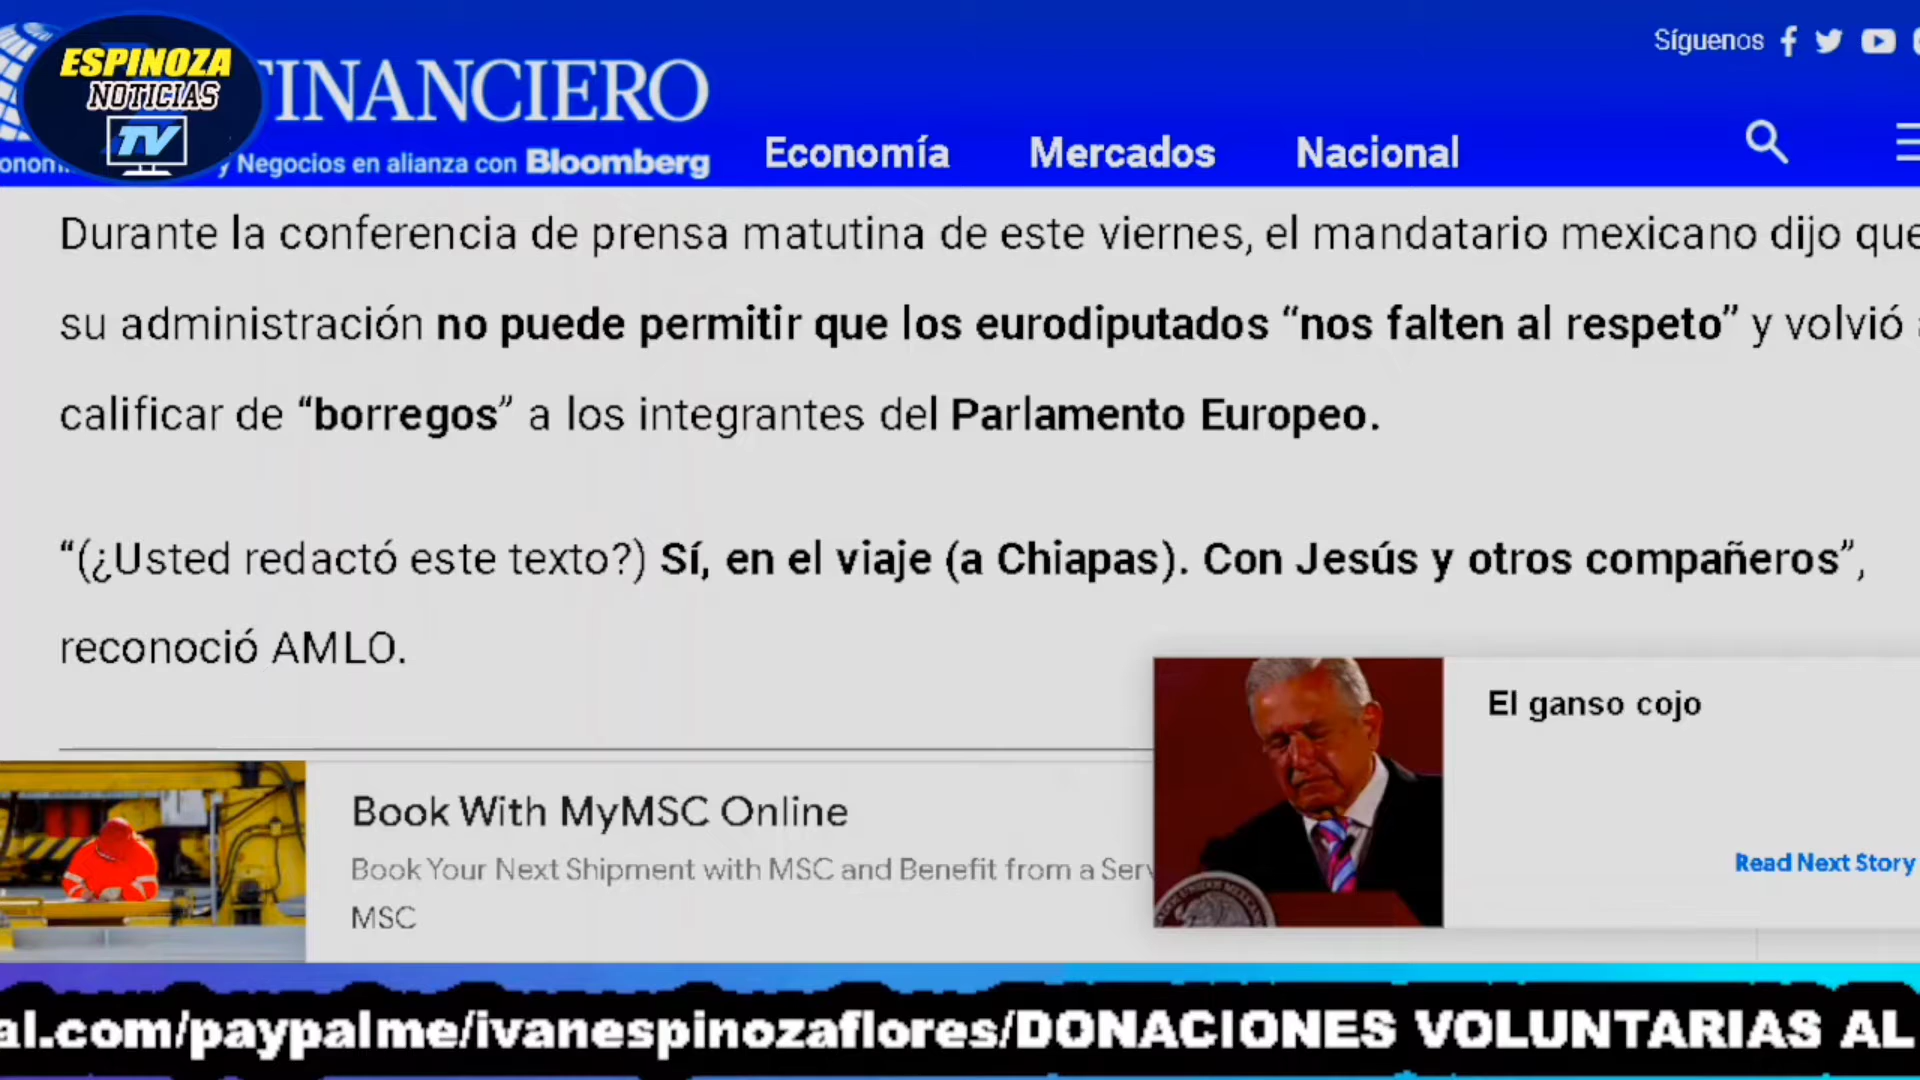 ESPINOZA
NOTICIAS
TV
FINANCIERO
y Negocios en alianza con Bloomberg
Síguenos
Economía
Mercados
Nacional
Durante la conferencia de prensa matutina de este viernes, el mandatario mexicano dijo que
su administración no puede permitir que los eurodiputados “nos falten al respeto” y volvió a
calificar de “borregos” a los integrantes del Parlamento Europeo.
“(¿Usted redactó este texto?) Sí, en el viaje (a Chiapas). Con Jesús y otros compañeros”,
reconoció AMLO.
El ganso cojo
Read Next Story
Book With MyMSC Online
Book Your Next Shipment with MSC and Benefit from a Serv
MSC
al.com/paypalme/ivanespinozaflores/DONACIONES VOLUNTARIAS AL